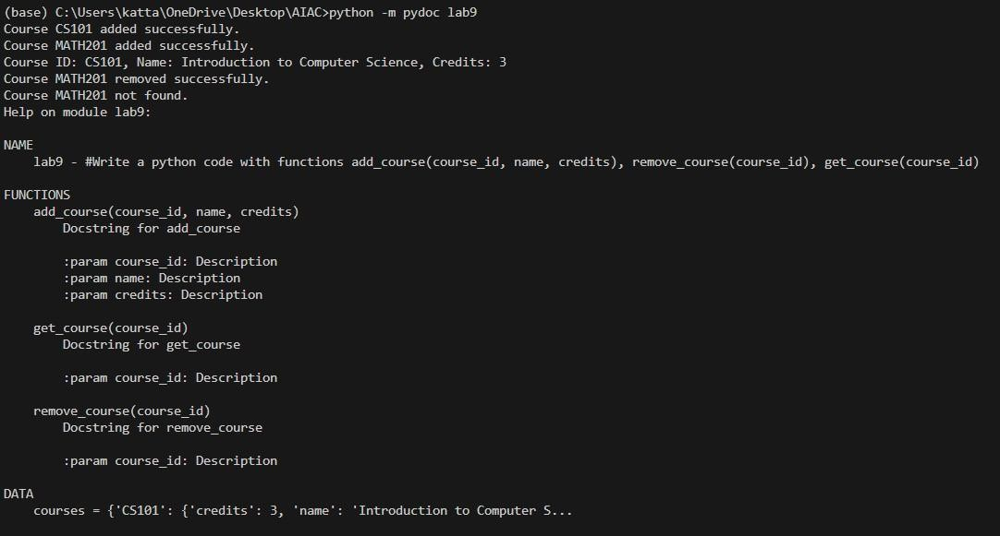 (base) C:\Users\katta\OneDrive\Desktop\AIAC>python -m pydoc lab9
Course CS101 added successfully.
Course MATH201 added successfully.
Course ID: CS101, Name: Introduction to Computer Science, Credits: 3
Course MATH201 removed successfully.
Course MATH201 not found.
Help on module lab9:

NAME
    lab9 - #Write a python code with functions add_course(course_id, name, credits), remove_course(course_id), get_course(course_id)

FUNCTIONS
    add_course(course_id, name, credits)
        Docstring for add_course

        :param course_id: Description
        :param name: Description
        :param credits: Description

    get_course(course_id)
        Docstring for get_course

        :param course_id: Description

    remove_course(course_id)
        Docstring for remove_course

        :param course_id: Description

DATA
    courses = {'CS101': {'credits': 3, 'name': 'Introduction to Computer S...